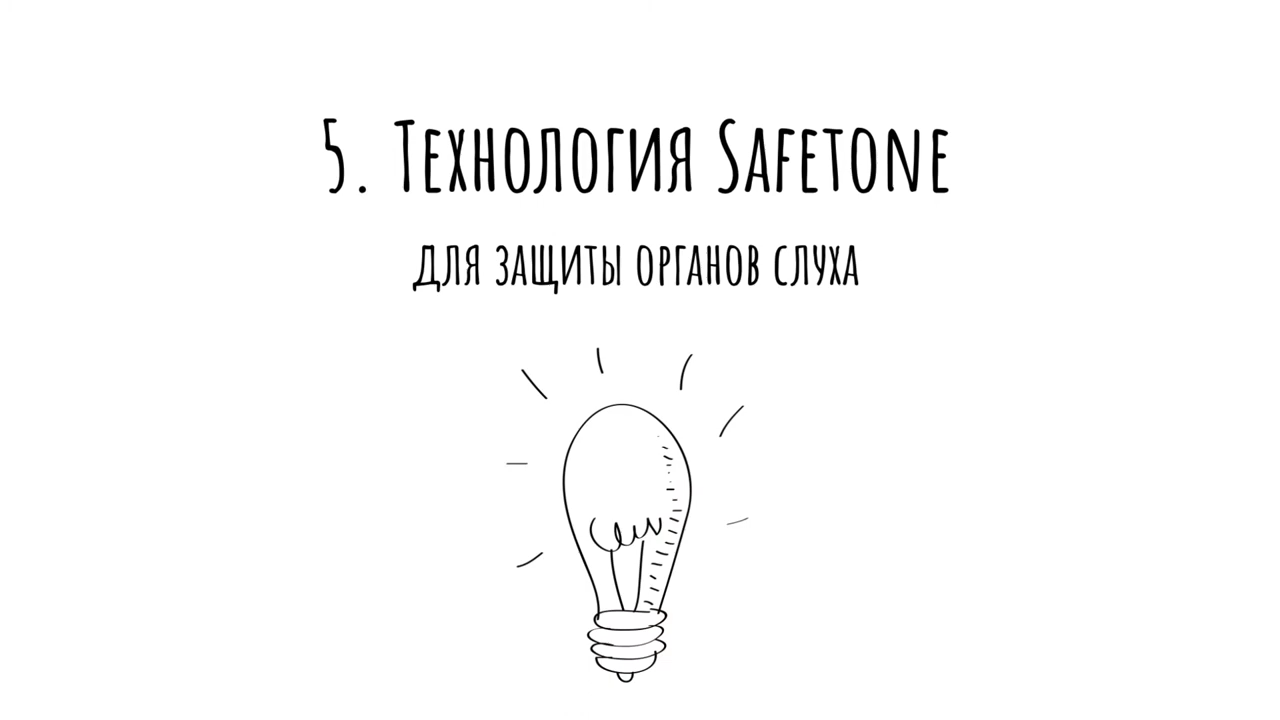 5. Технология Safetone
для защиты органов слуха